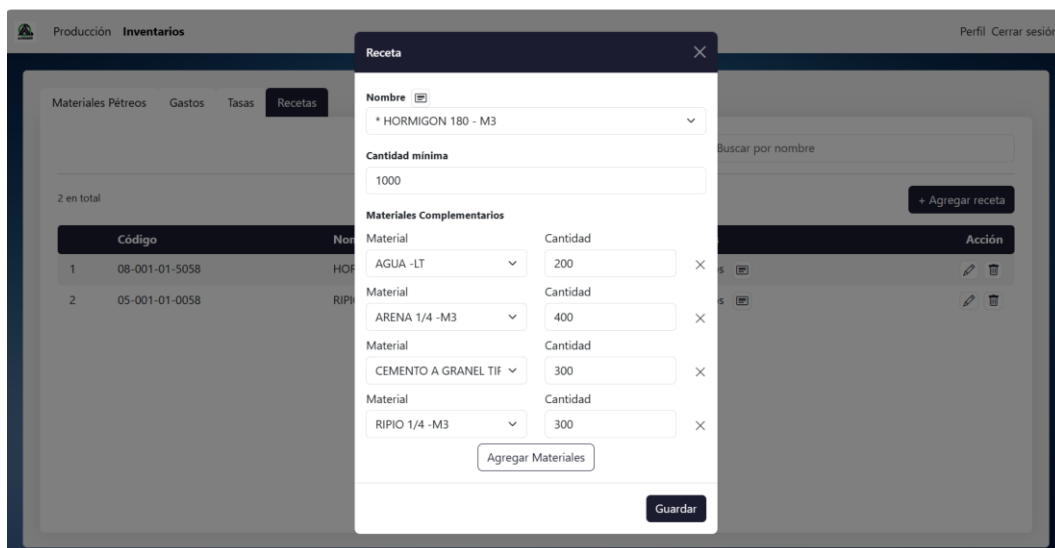 Producción Inventarios
Perfil Cerrar sesión
Receta
Materiales Pétreos Gastos Tasas Recetas
Nombre
* HORMIGON 180 - M3
Buscar por nombre
Cantidad mínima
1000
2 en total
+ Agregar receta
Materiales Complementarios
Código
Acción
Material Cantidad
AGUA -LT 200
1 08-001-01-5058
Material Cantidad
2 05-001-01-0058
ARENA 1/4 -M3 400
Material Cantidad
CEMENTO A GRANEL 300
Material Cantidad
RIPIO 1/4 -M3 300
Agregar Materiales
Guardar